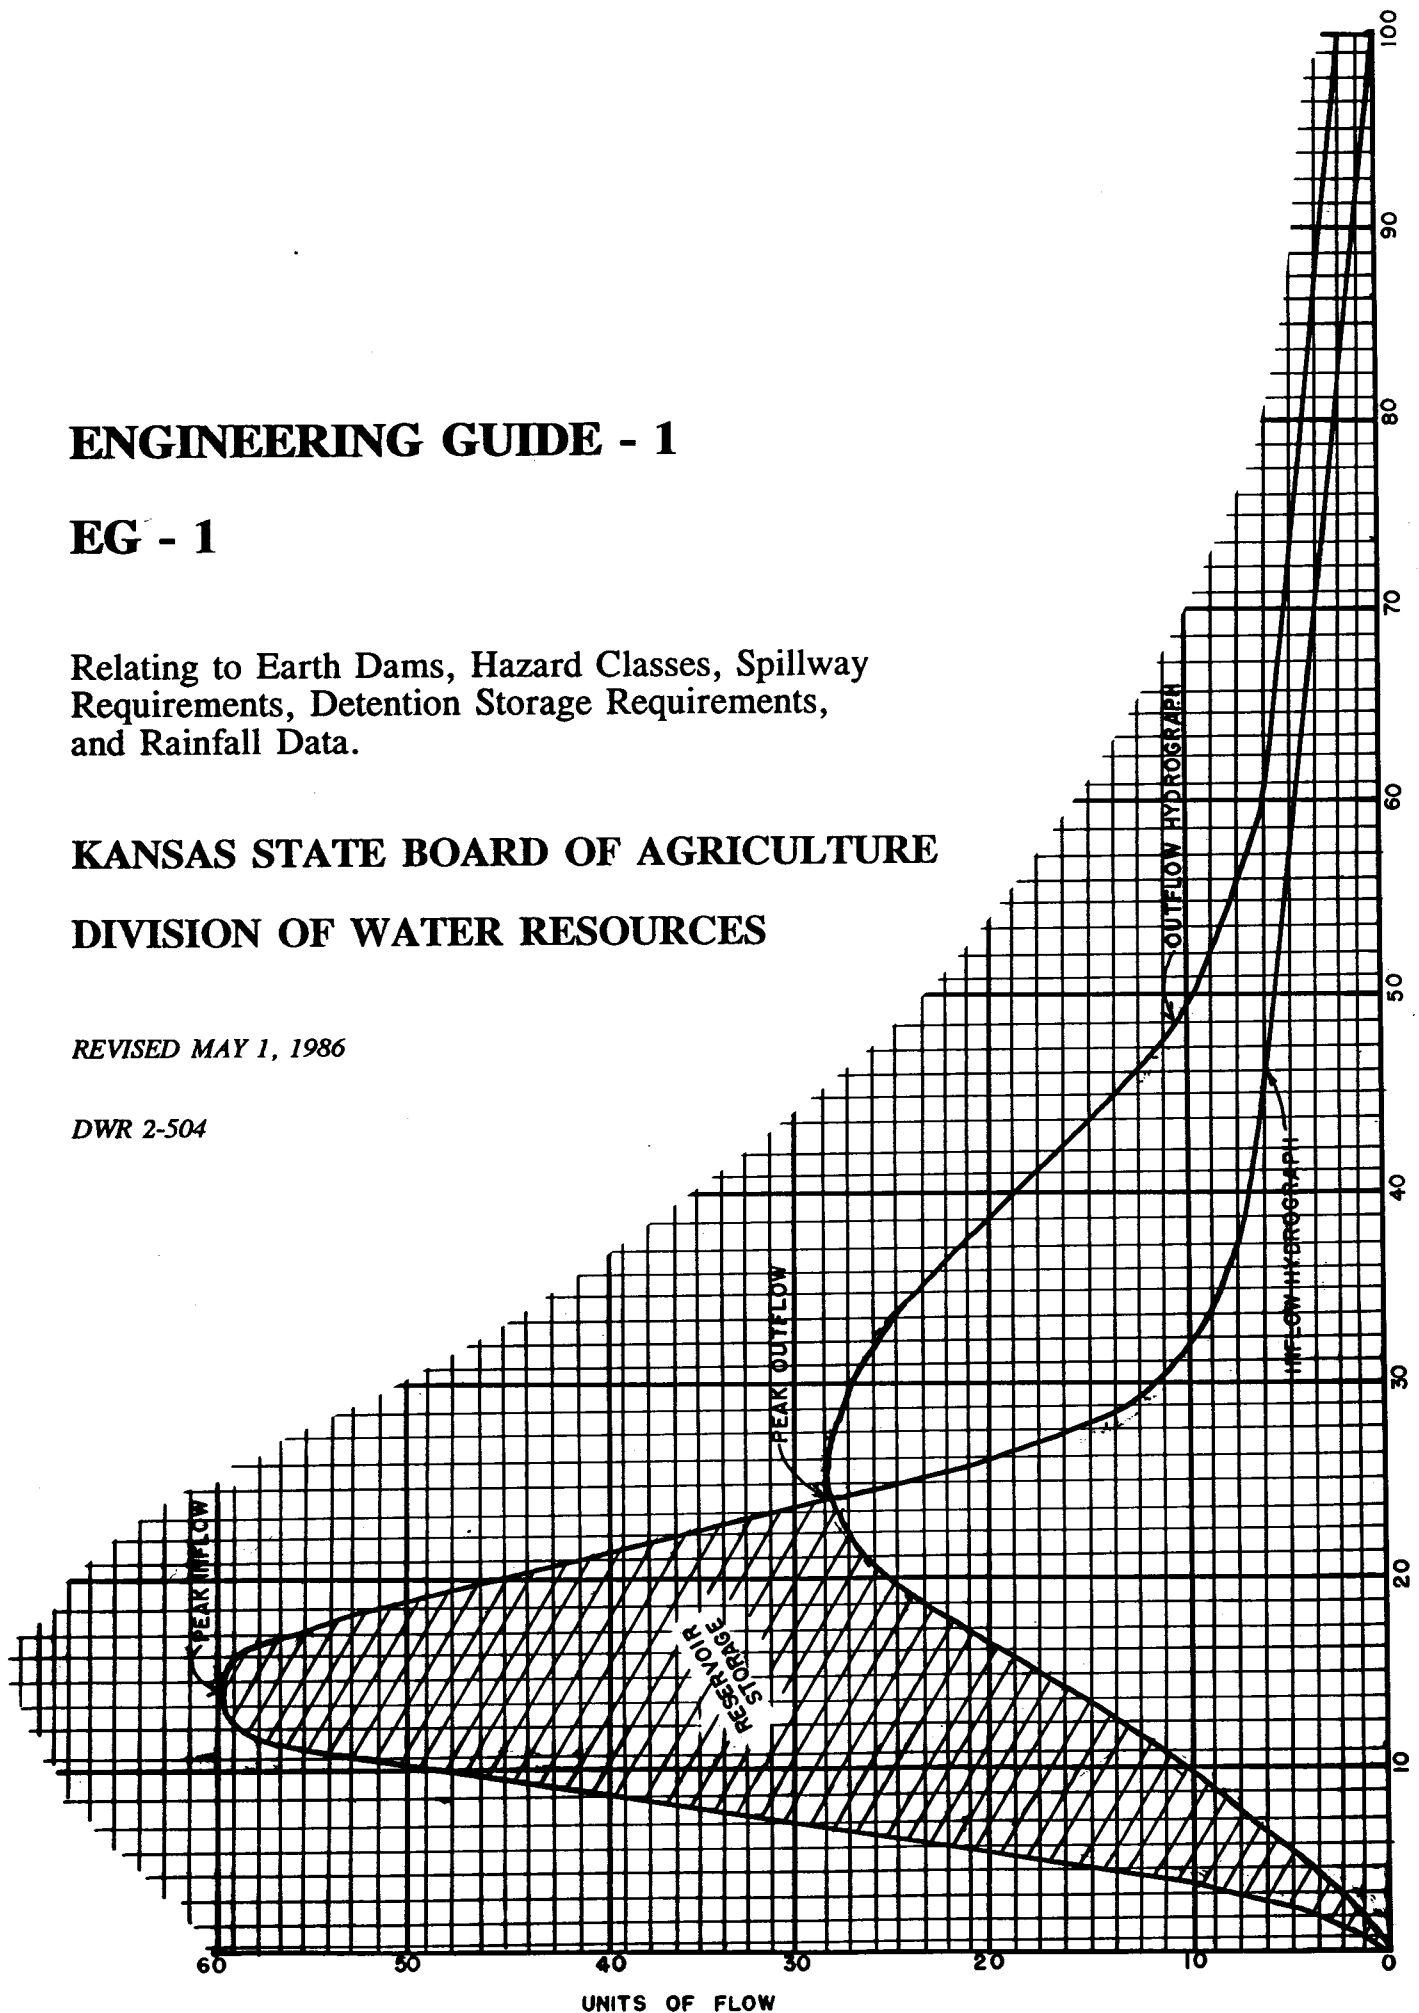 ENGINEERING GUIDE - 1
EG - 1
Relating to Earth Dams, Hazard Classes, Spillway
Requirements, Detention Storage Requirements,
and Rainfall Data.
KANSAS STATE BOARD OF AGRICULTURE
DIVISION OF WATER RESOURCES
REVISED MAY 1, 1986
DWR 2-504
PEAK INFLOW
RESERVOIR
STORAGE
PEAK OUTFLOW
OUTFLOW HYDROGRAPH
INFLOW HYDROGRAPH
100
90
80
70
60
50
40
30
20
10
60 50 40 30 20 10 0
UNITS OF FLOW